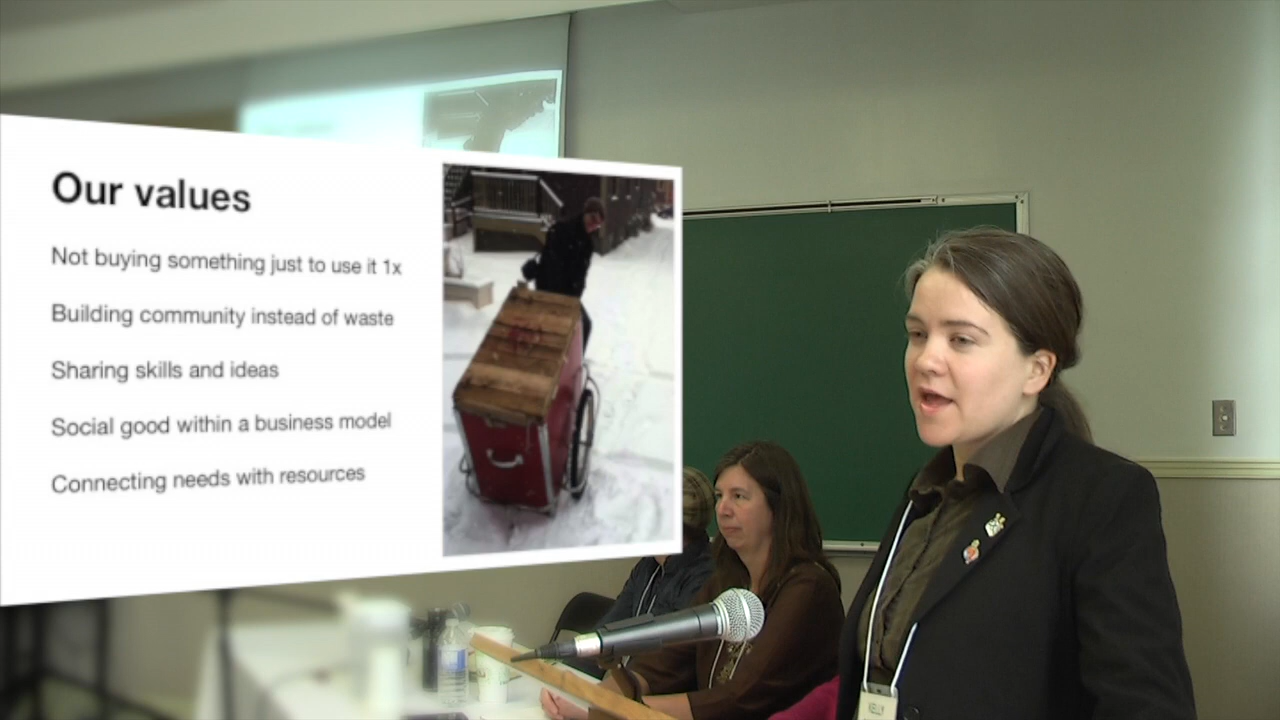 Our values
Not buying something just to use it 1x
Building community instead of waste
Sharing skills and ideas
Social good within a business model
Connecting needs with resources
KELLY